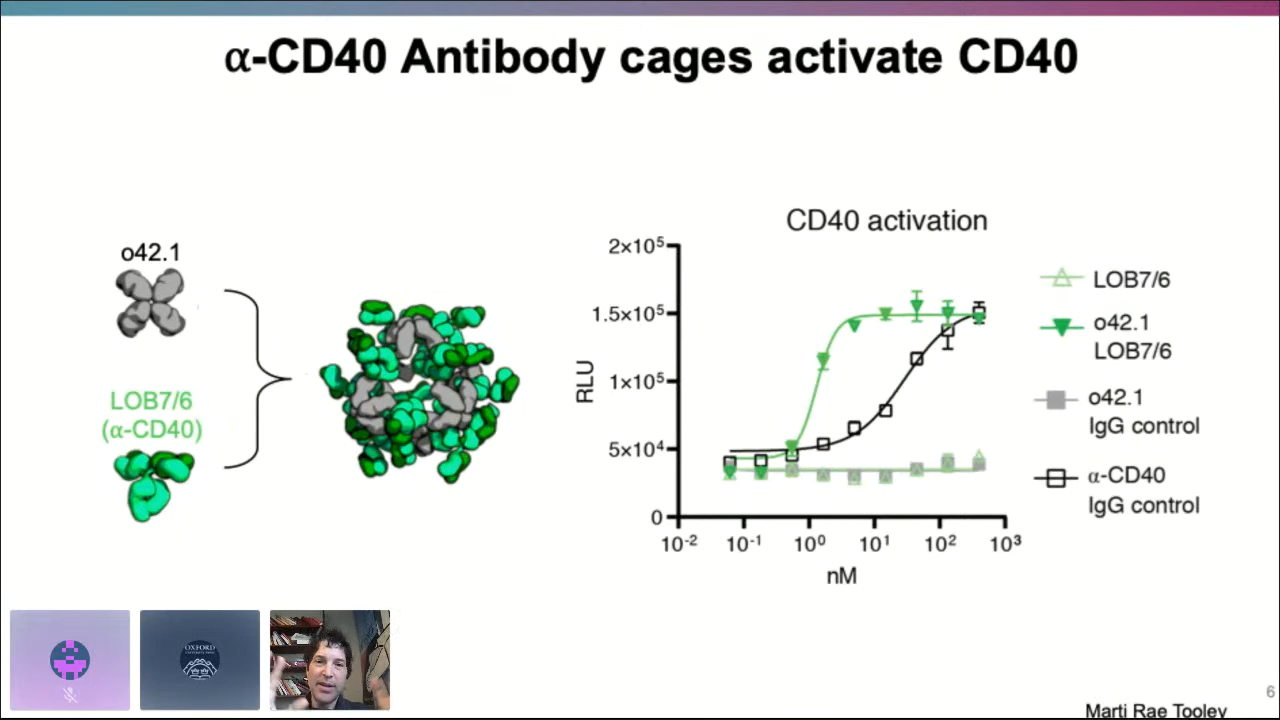 α-CD40 Antibody cages activate CD40
o42.1
LOB7/6
(α-CD40)
CD40 activation
RLU
2×10⁵
1.5×10⁵
1×10⁵
5×10⁴
0
10⁻²
10⁻¹
10⁰
10¹
10²
10³
nM
LOB7/6
o42.1
LOB7/6
o42.1
IgG control
α-CD40
IgG control
OXFORD
6
Marti Rae Tooley